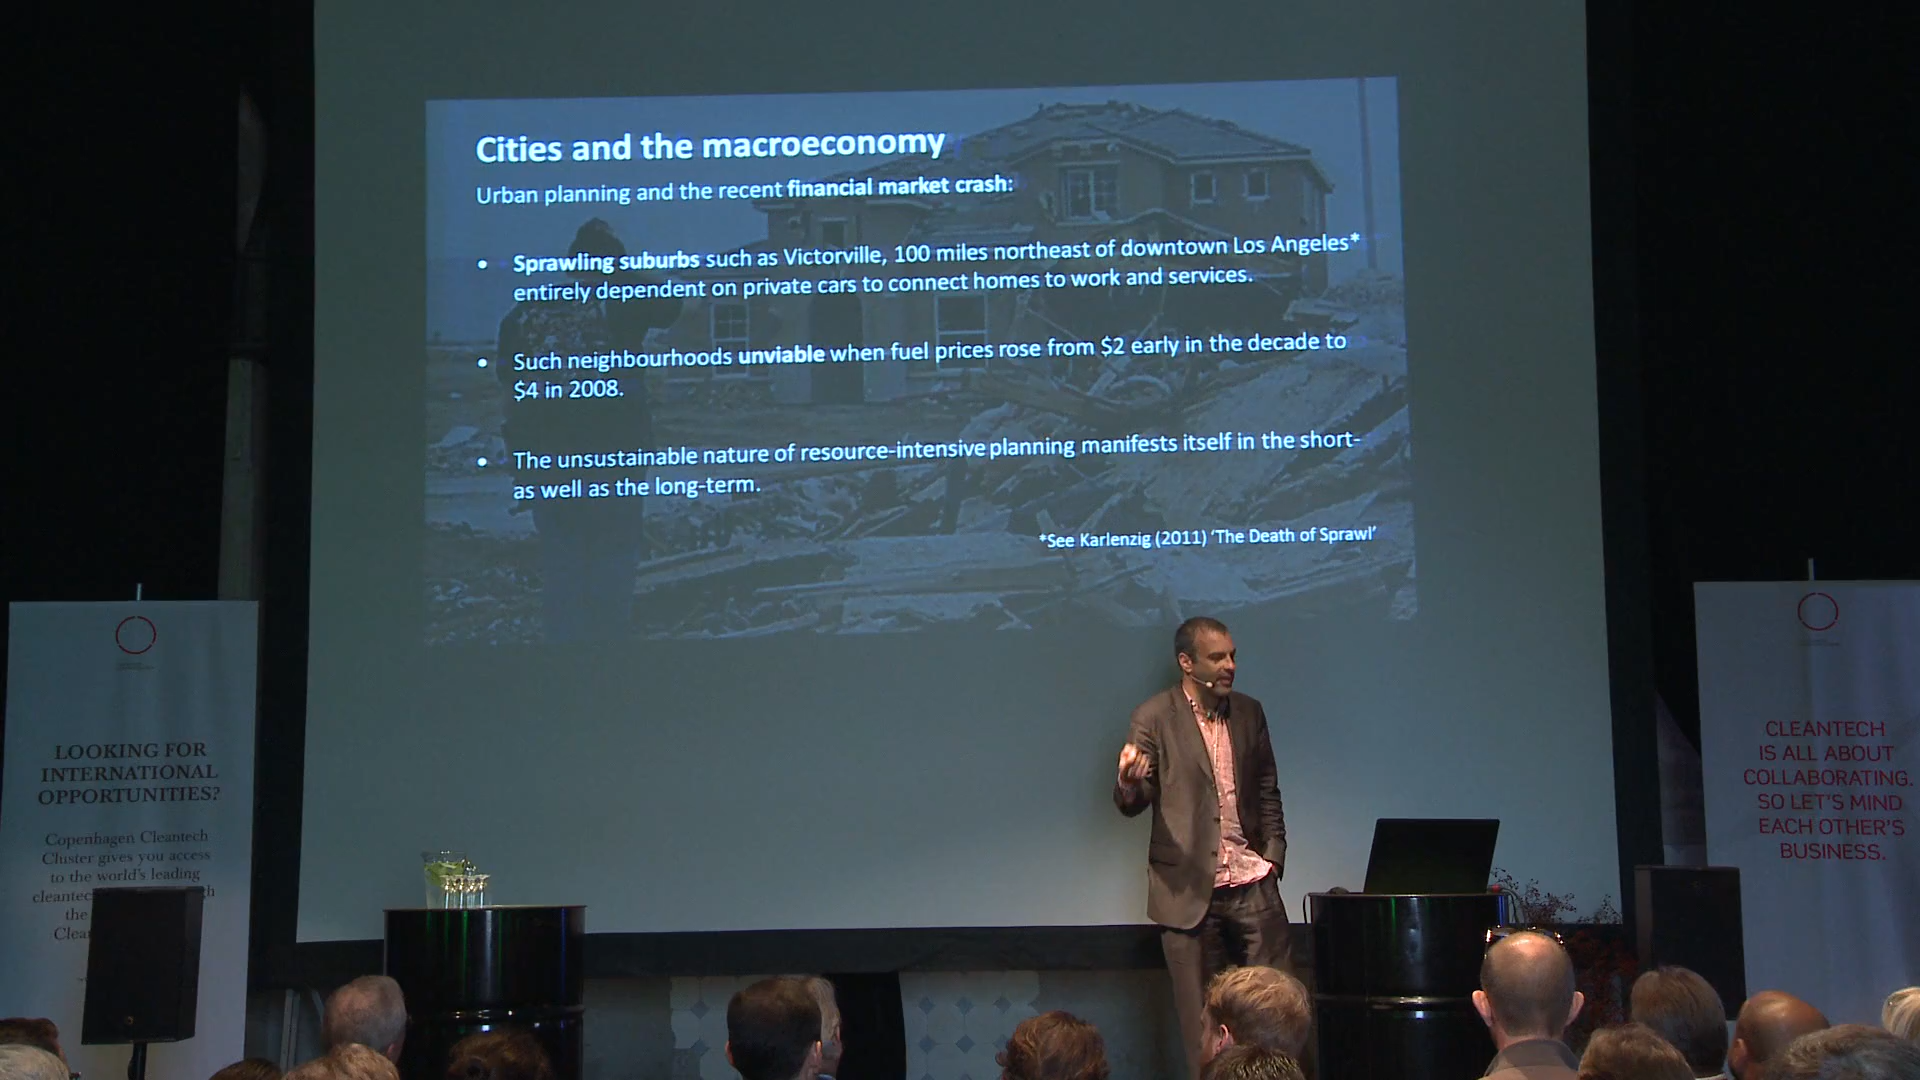 Cities and the macroeconomy
Urban planning and the recent financial market crash:
• Sprawling suburbs such as Victorville, 100 miles northeast of downtown Los Angeles*
entirely dependent on private cars to connect homes to work and services.
• Such neighbourhoods unviable when fuel prices rose from $2 early in the decade to
$4 in 2008.
• The unsustainable nature of resource-intensive planning manifests itself in the short-
as well as the long-term.
*See Karlenzig (2011) ‘The Death of Sprawl’
LOOKING FOR
INTERNATIONAL
OPPORTUNITIES?
Copenhagen Cleantech
Cluster gives you access
to the world's leading
the
CLEANTECH
IS ALL ABOUT
COLLABORATING.
SO LET'S MIND
EACH OTHER'S
BUSINESS.